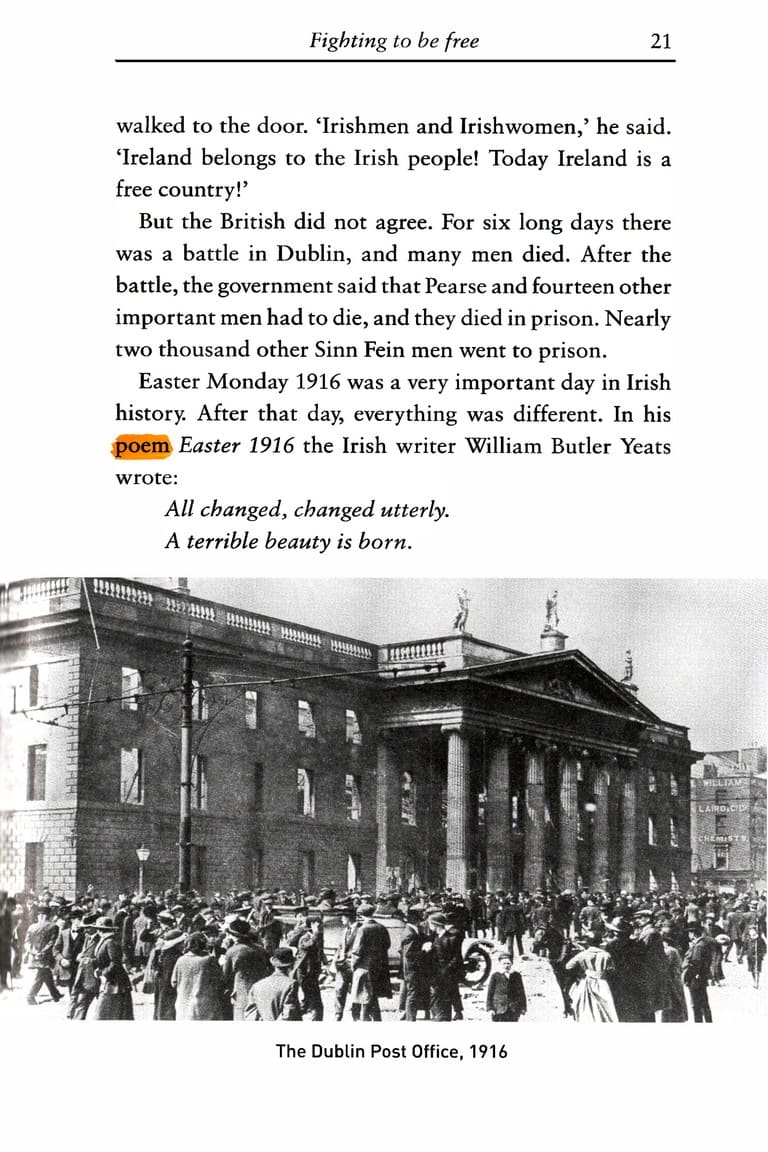 Fighting to be free 21
walked to the door. ‘Irishmen and Irishwomen,’ he said.
‘Ireland belongs to the Irish people! Today Ireland is a
free country!’
But the British did not agree. For six long days there
was a battle in Dublin, and many men died. After the
battle, the government said that Pearse and fourteen other
important men had to die, and they died in prison. Nearly
two thousand other Sinn Fein men went to prison.
Easter Monday 1916 was a very important day in Irish
history. After that day, everything was different. In his
poem Easter 1916 the Irish writer William Butler Yeats
wrote:
All changed, changed utterly.
A terrible beauty is born.
WILLIAM
CHEMISTS
The Dublin Post Office, 1916